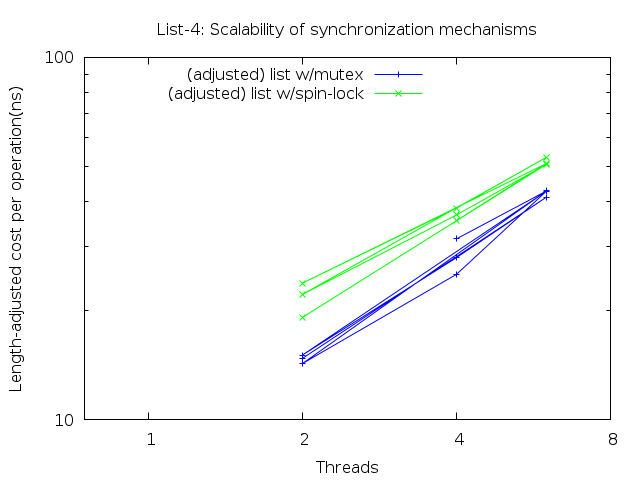 List-4: Scalability of synchronization mechanisms
100
(adjusted) list w/mutex
(adjusted) list w/spin-lock
Length-adjusted cost per operation(ns)
10
1 2 4 8
Threads